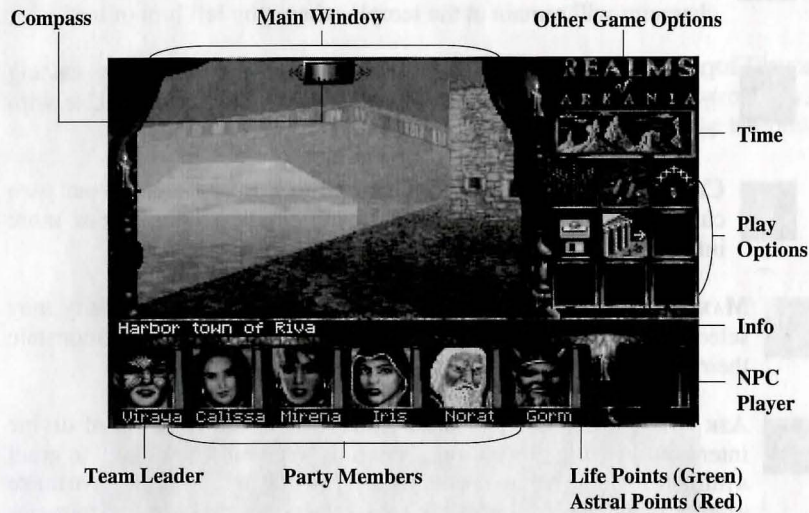 Compass
Main Window
Other Game Options
REALMS
of
ARKANIA
Time
Play
Options
Harbor town of Riva
Info
NPC
Player
Viraya Calissa Mirena Iris Norat Gorm
Team Leader
Party Members
Life Points (Green)
Astral Points (Red)